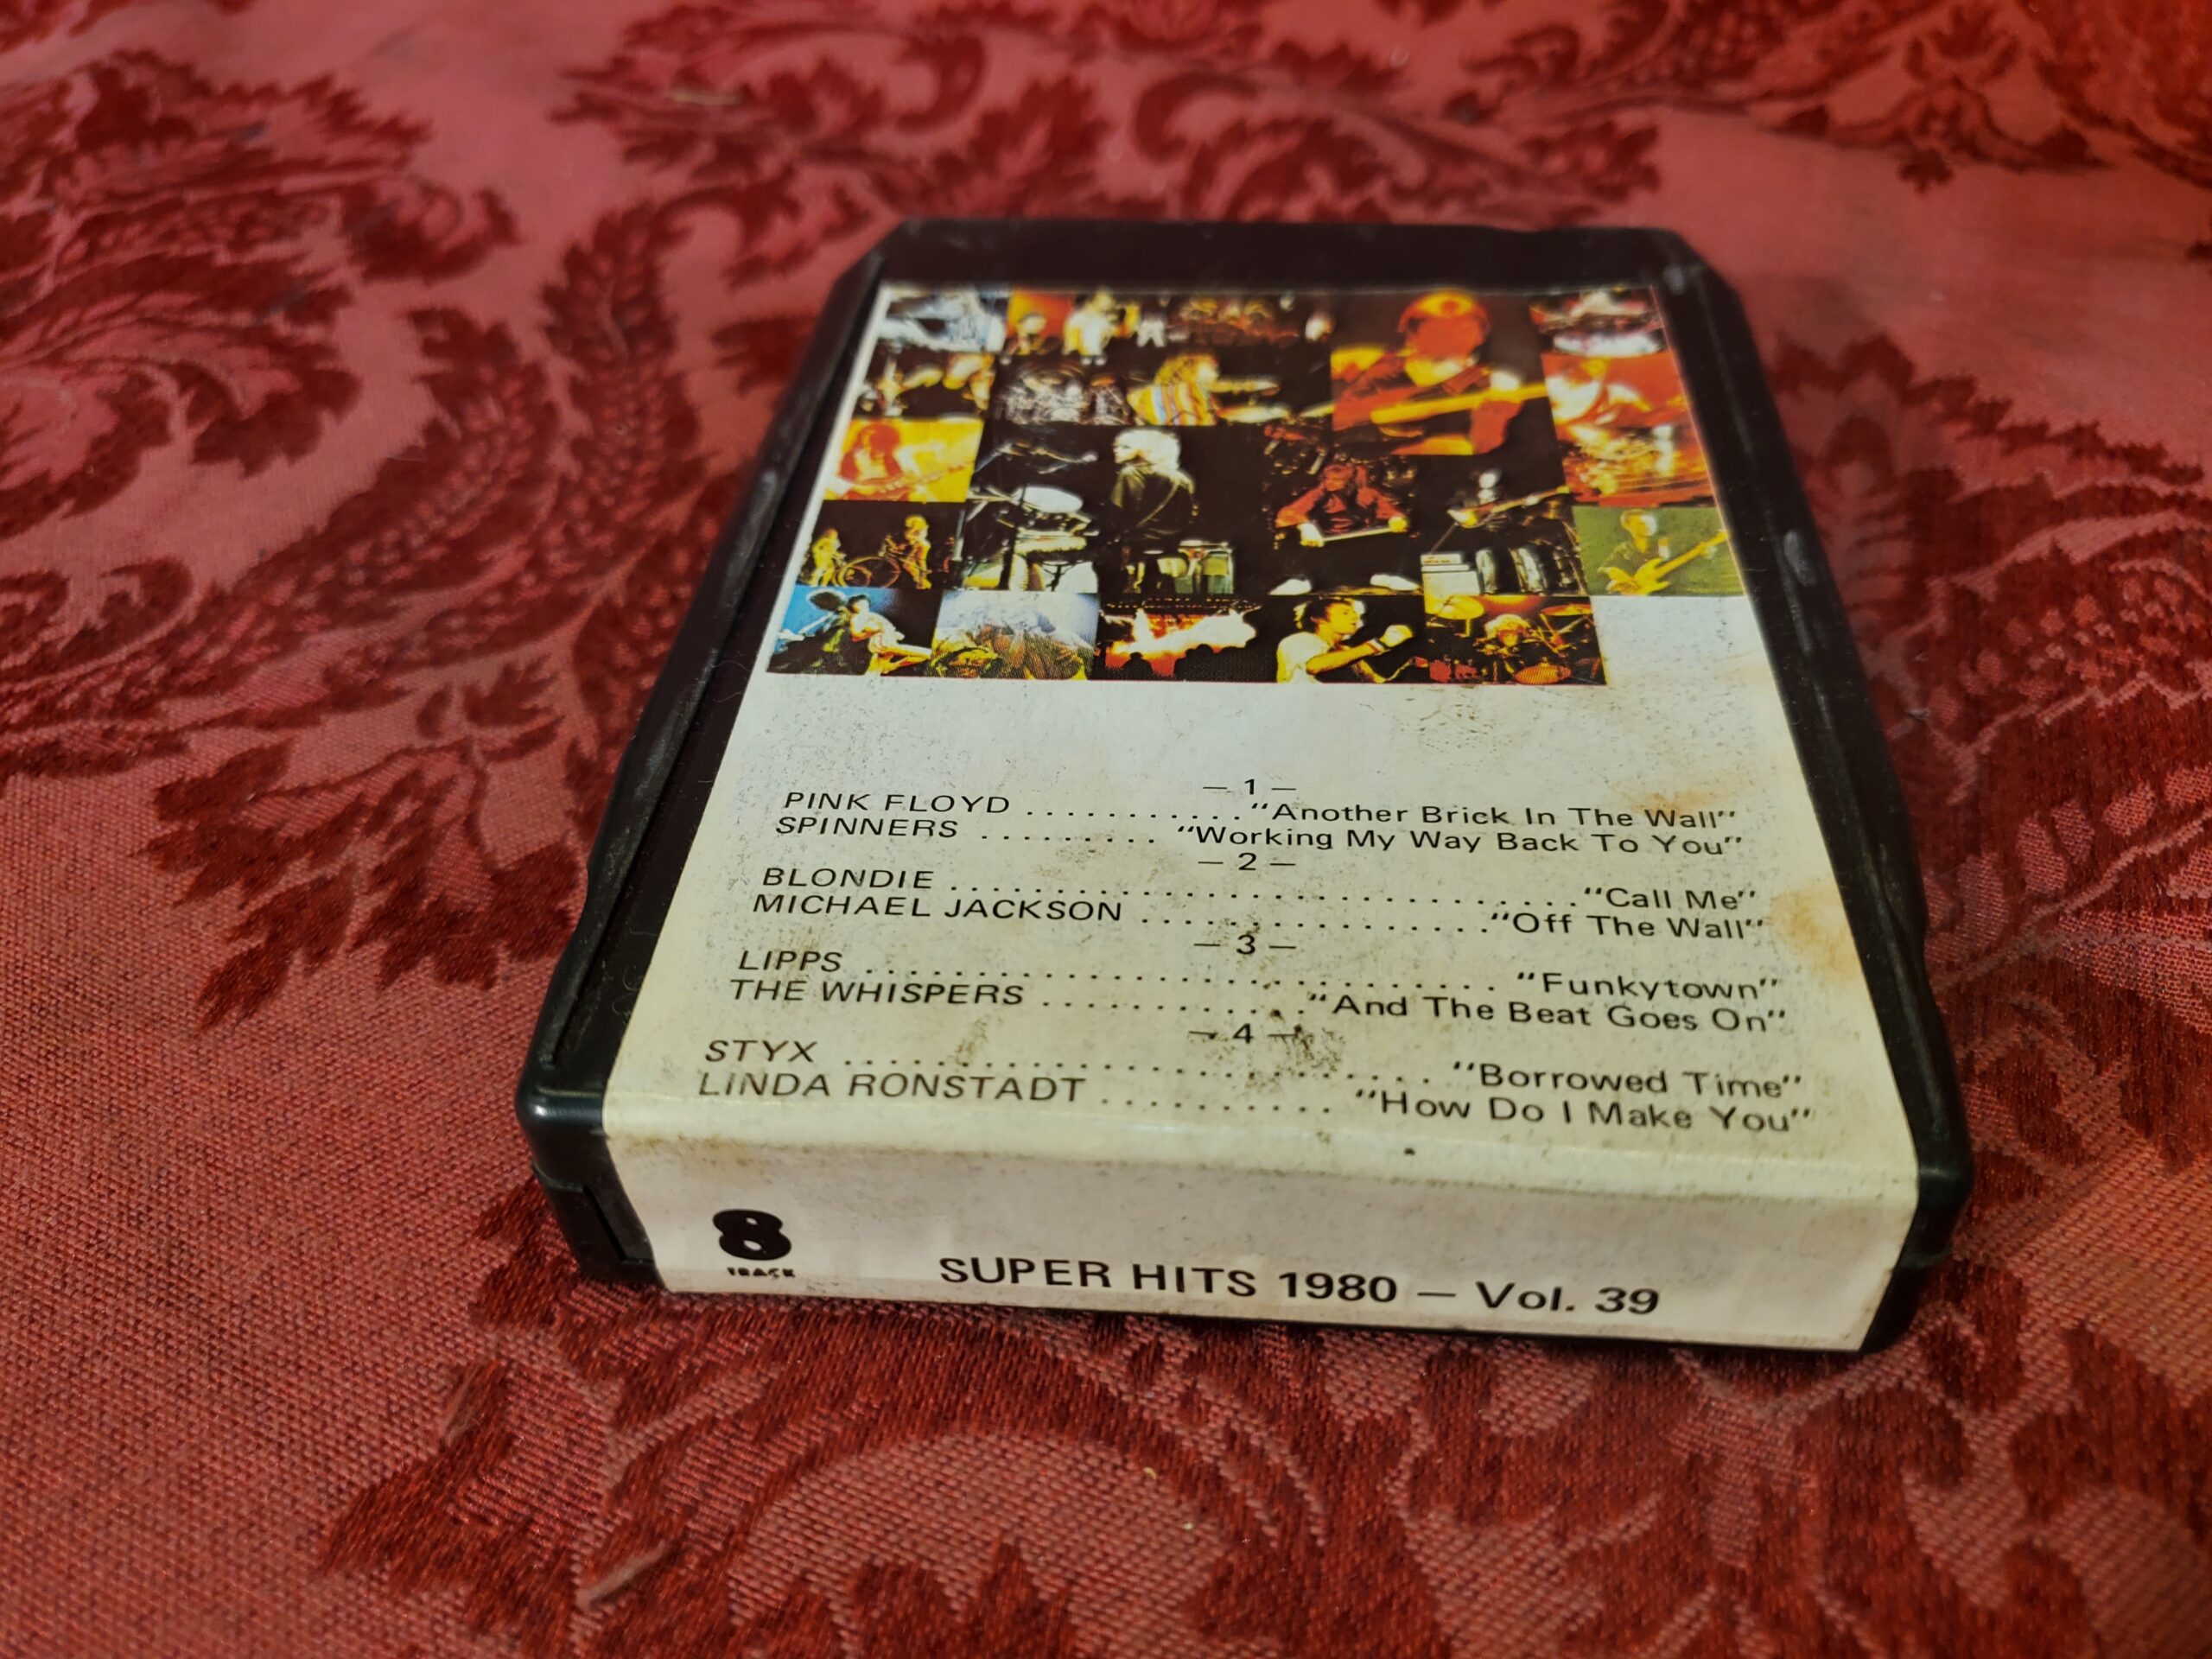 — 1 —
PINK FLOYD ............"Another Brick In The Wall"
SPINNERS ........."Working My Way Back To You"
— 2 —
BLONDIE .............................."Call Me"
MICHAEL JACKSON ................."Off The Wall"
— 3 —
LIPPS ............................"Funkytown"
THE WHISPERS ............."And The Beat Goes On"
— 4 —
STYX ........................."Borrowed Time"
LINDA RONSTADT .........."How Do I Make You"
8
TRACK
SUPER HITS 1980 — Vol. 39